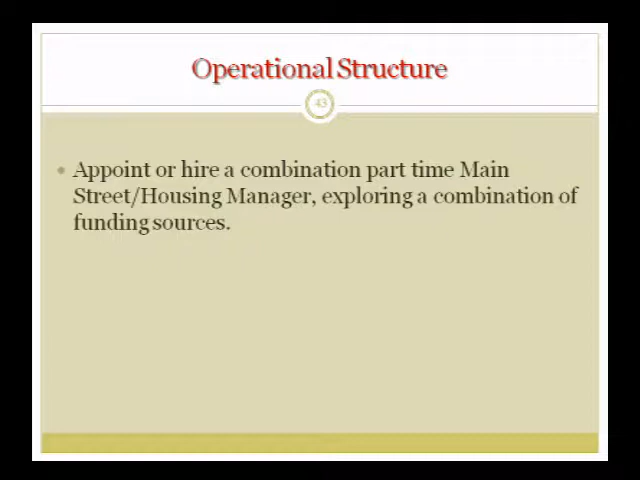 Operational Structure
43
• Appoint or hire a combination part time Main
Street/Housing Manager, exploring a combination of
funding sources.